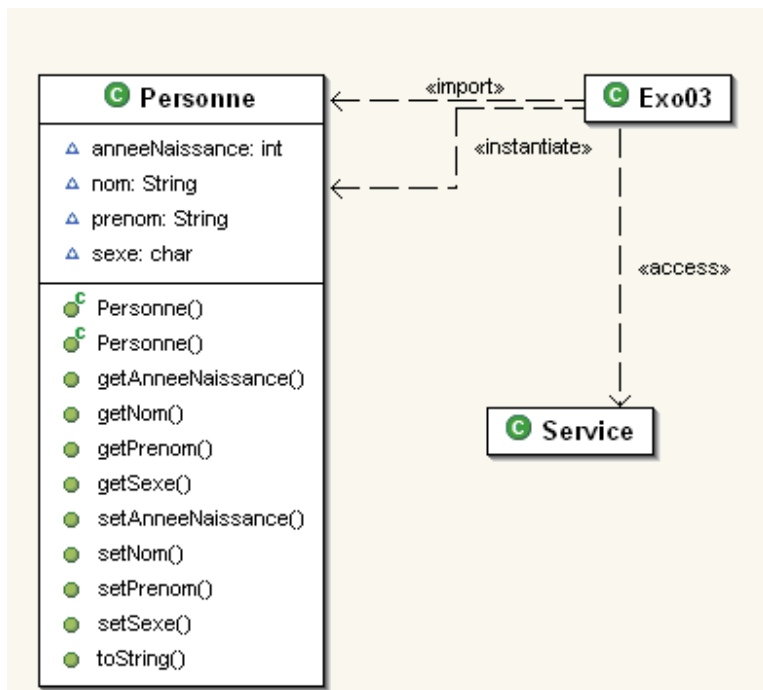 Personne
anneeNaissance: int
nom: String
prenom: String
sexe: char
Personne()
Personne()
getAnneeNaissance()
getNom()
getPrenom()
getSexe()
setAnneeNaissance()
setNom()
setPrenom()
setSexe()
toString()
«import»
Exo03
«instantiate»
«access»
Service